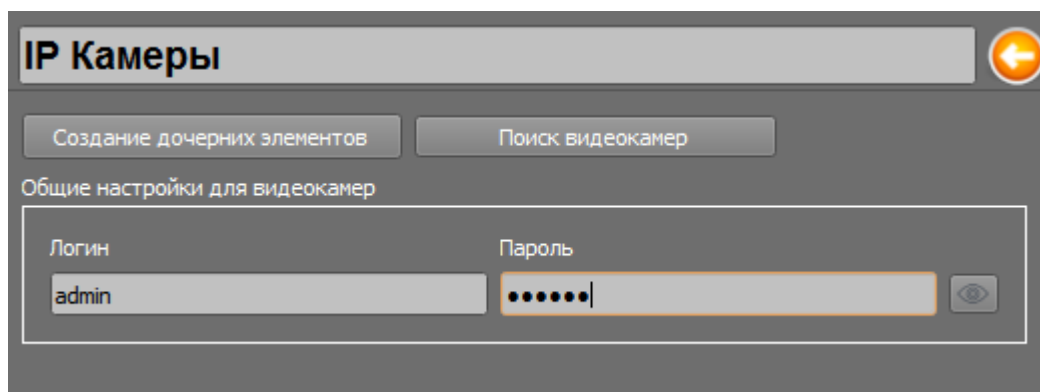 IP Камеры
Создание дочерних элементов Поиск видеокамер
Общие настройки для видеокамер
Логин Пароль
admin ••••••